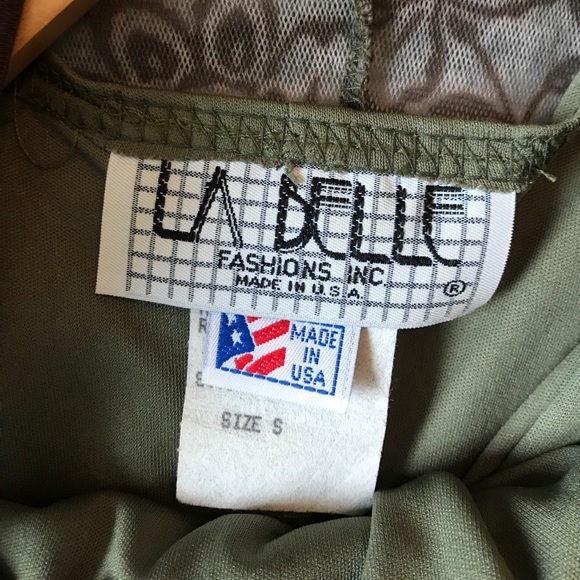 LA BELLE
FASHIONS, INC.
MADE IN U.S.A.
®
MADE
IN
USA
SIZE S